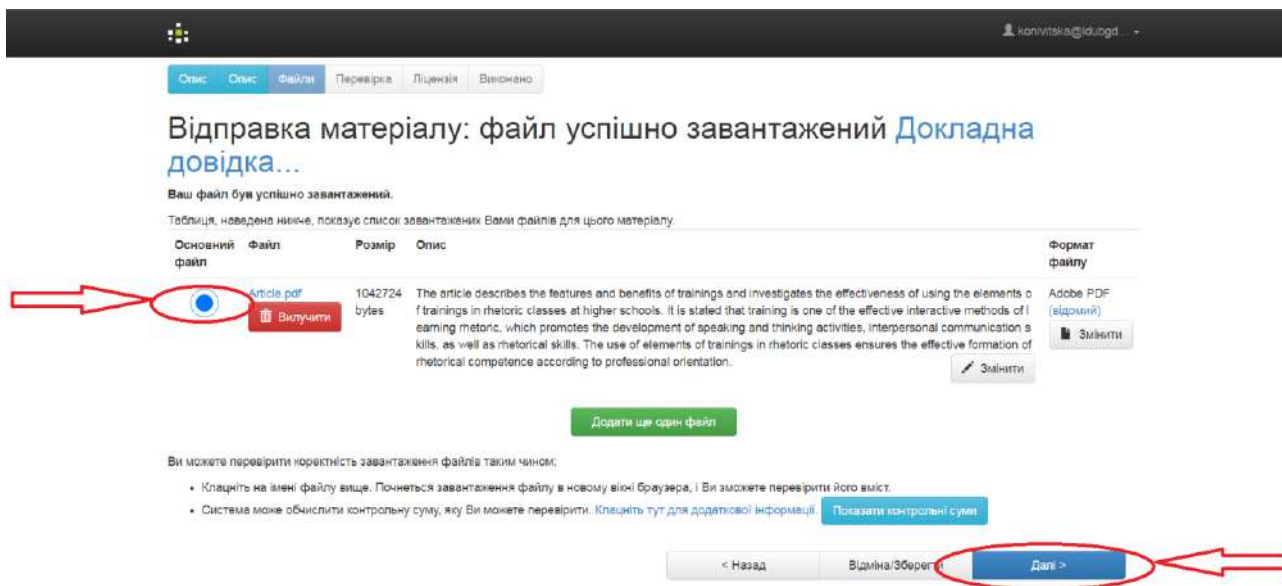 konivitska@ldubgd...
Опис Опис Файли Перевірка Ліцензія Виконано
Відправка матеріалу: файл успішно завантажений Докладна
довідка...
Ваш файл був успішно завантажений.
Таблиця, наведена нижче, показує список завантажених Вами файлів для цього матеріалу.
Основний Файл Розмір Опис Формат
файл файлу
Article.pdf 1042724 The article describes the features and benefits of trainings and investigates the effectiveness of using the elements o Adobe PDF
Вилучити bytes f trainings in rhetoric classes at higher schools. It is stated that training is one of the effective interactive methods of l (відомий)
earning rhetoric, which promotes the development of speaking and thinking activities, interpersonal communication s Змінити
kills, as well as rhetorical skills. The use of elements of trainings in rhetoric classes ensures the effective formation of
rhetorical competence according to professional orientation. Змінити
Додати ще один файл
Ви можете перевірити коректність завантаження файлів таким чином:
• Клацніть на імені файлу вище. Почнеться завантаження файлу в новому вікні браузера, і Ви зможете перевірити його вміст.
• Система може обчислити контрольну суму, яку Ви можете перевірити. Клацніть тут для додаткової інформації. Показати контрольні суми
< Назад Відміна/Зберегти Далі >